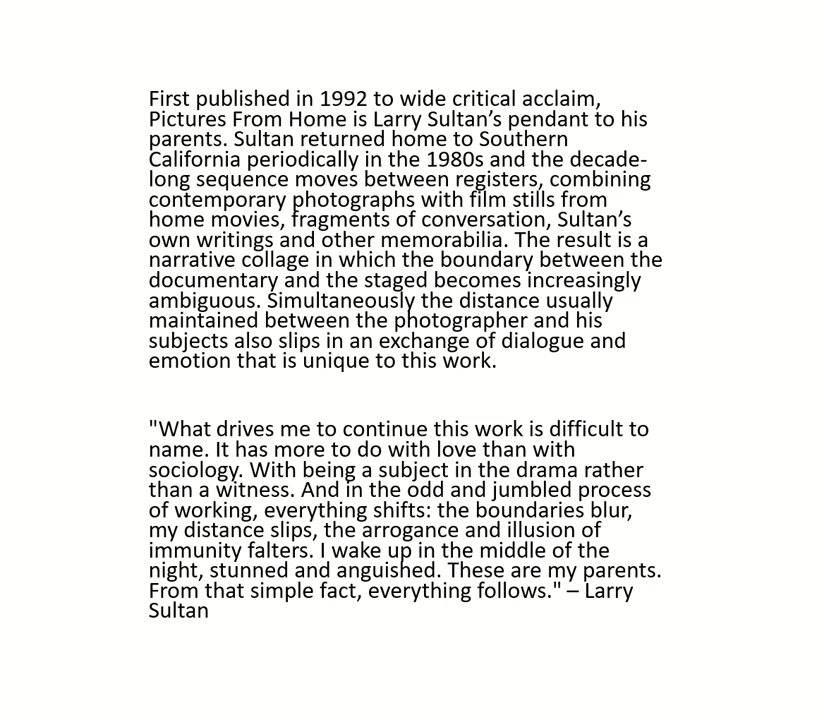 First published in 1992 to wide critical acclaim,
Pictures From Home is Larry Sultan’s pendant to his
parents. Sultan returned home to Southern
California periodically in the 1980s and the decade-
long sequence moves between registers, combining
contemporary photographs with film stills from
home movies, fragments of conversation, Sultan’s
own writings and other memorabilia. The result is a
narrative collage in which the boundary between the
documentary and the staged becomes increasingly
ambiguous. Simultaneously the distance usually
maintained between the photographer and his
subjects also slips in an exchange of dialogue and
emotion that is unique to this work.
"What drives me to continue this work is difficult to
name. It has more to do with love than with
sociology. With being a subject in the drama rather
than a witness. And in the odd and jumbled process
of working, everything shifts: the boundaries blur,
my distance slips, the arrogance and illusion of
immunity falters. I wake up in the middle of the
night, stunned and anguished. These are my parents.
From that simple fact, everything follows." – Larry
Sultan